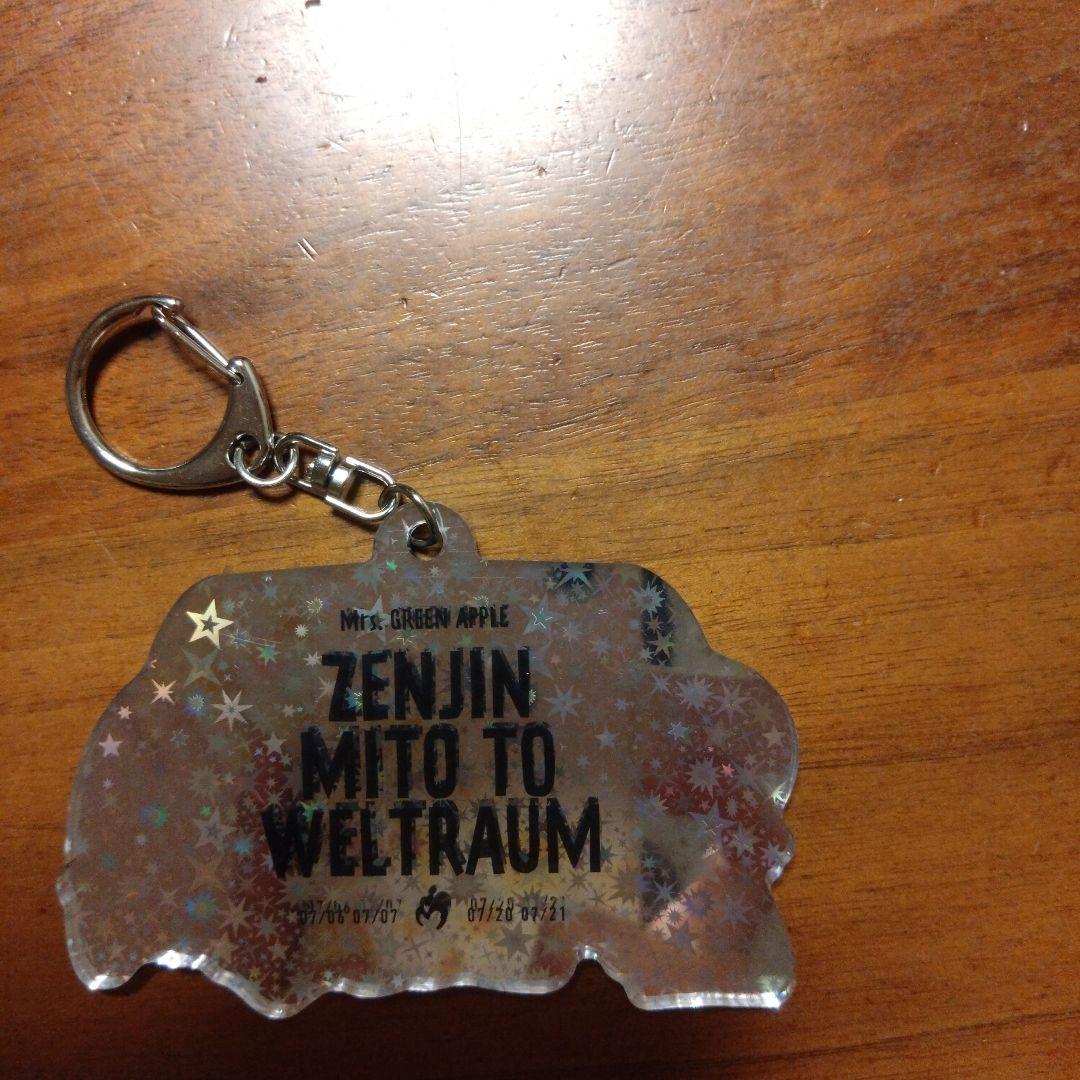 Mrs. GREEN APPLE
ZENJIN
MITO TO
WELTRAUM
07/06 07/07 07/20 07/21